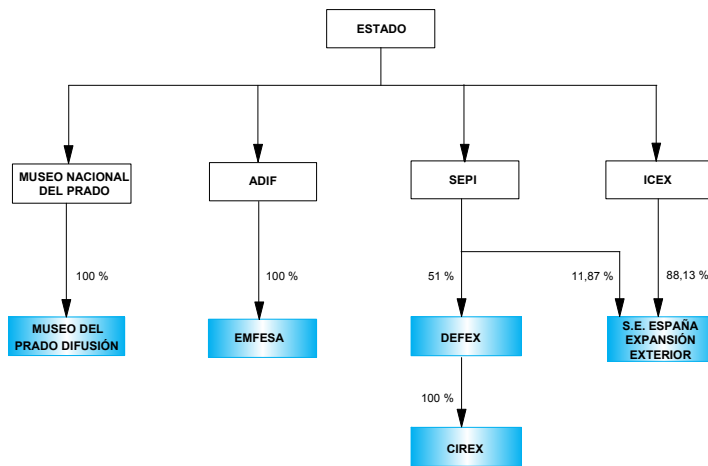 ESTADO
MUSEO NACIONAL
DEL PRADO
ADIF
SEPI
ICEX
100 %
100 %
51 %
11,87 %
88,13 %
MUSEO DEL
PRADO DIFUSIÓN
EMFESA
DEFEX
S.E. ESPAÑA
EXPANSIÓN
EXTERIOR
100 %
CIREX